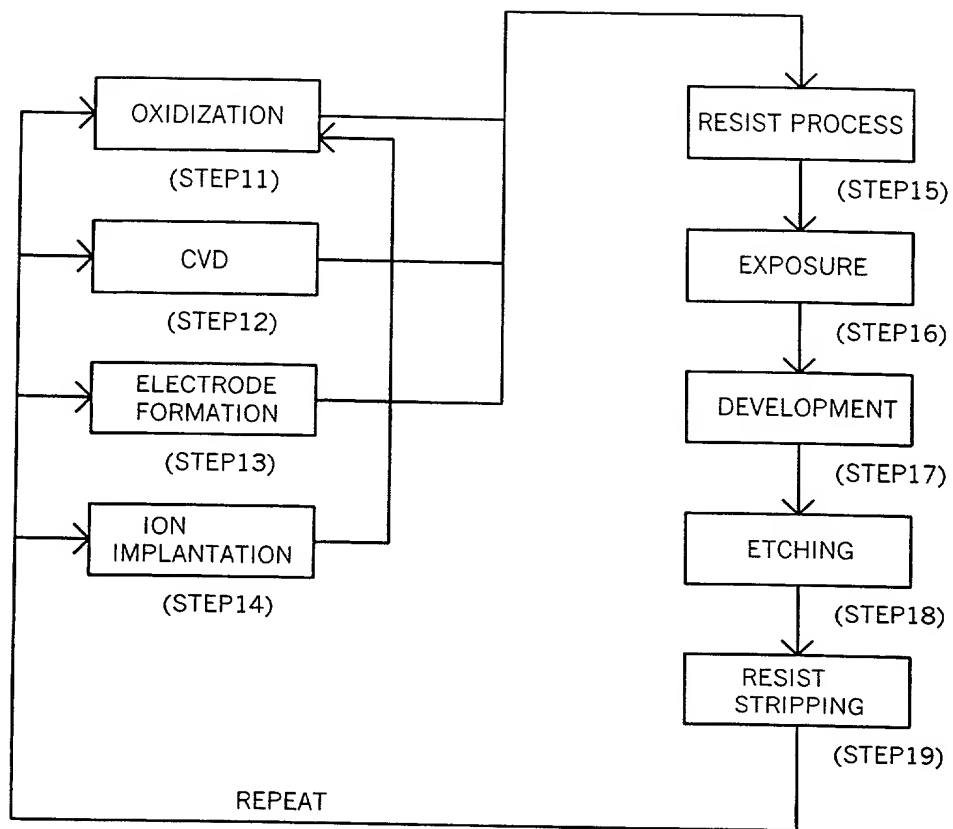 OXIDIZATION
(STEP11)
CVD
(STEP12)
ELECTRODE
FORMATION
(STEP13)
ION
IMPLANTATION
(STEP14)
RESIST PROCESS
(STEP15)
EXPOSURE
(STEP16)
DEVELOPMENT
(STEP17)
ETCHING
(STEP18)
RESIST
STRIPPING
(STEP19)
REPEAT